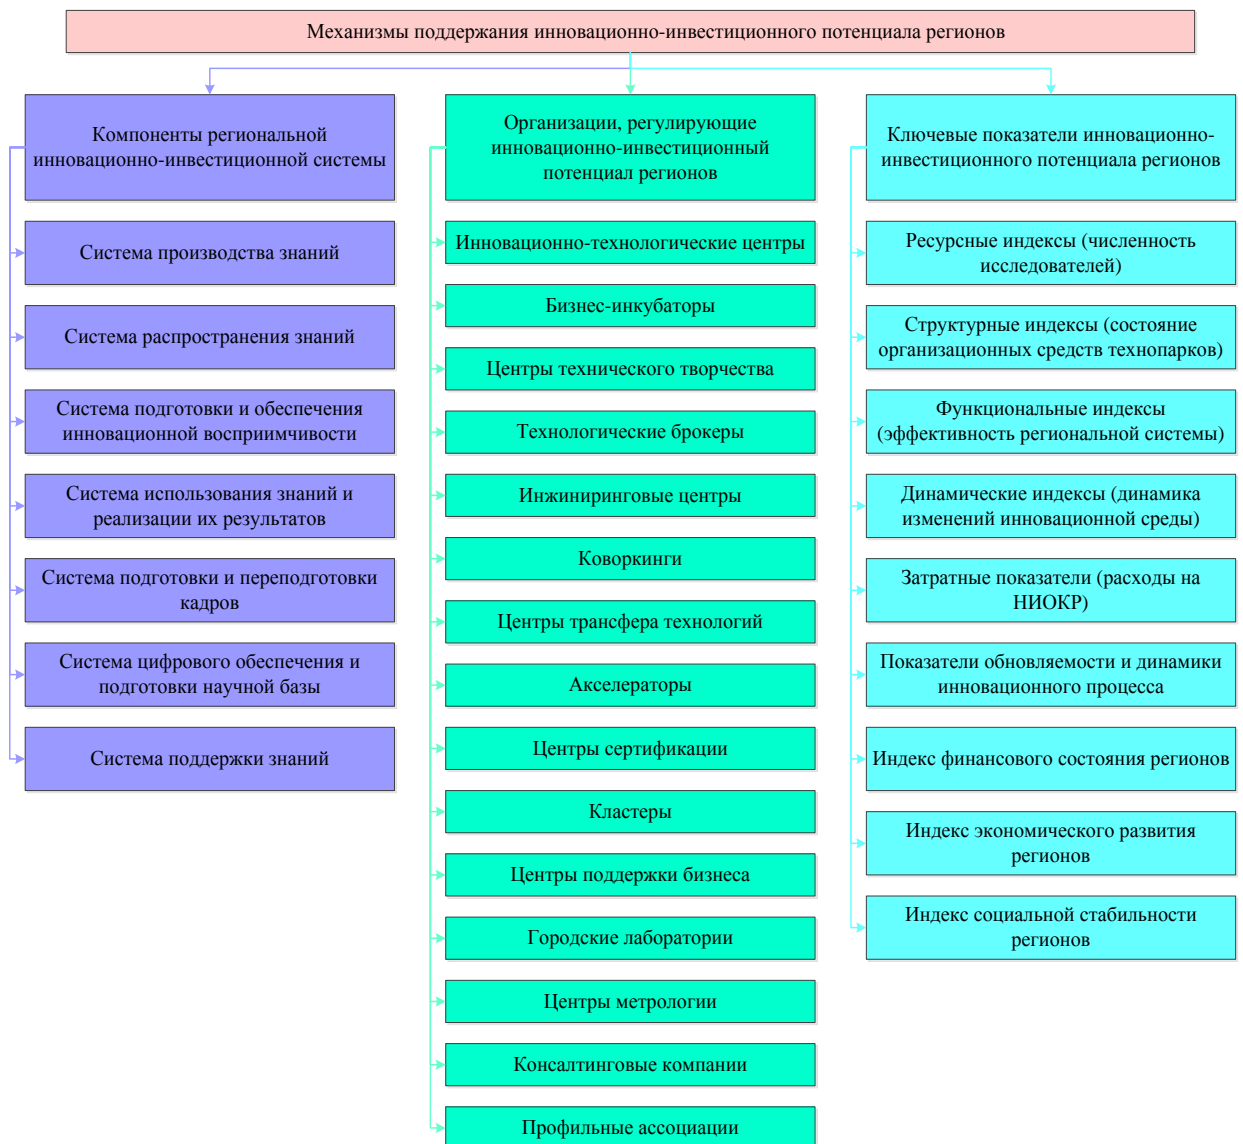 Механизмы поддержания инновационно-инвестиционного потенциала регионов
Компоненты региональной
инновационно-инвестиционной системы
Система производства знаний
Система распространения знаний
Система подготовки и обеспечения
инновационной восприимчивости
Система использования знаний и
реализации их результатов
Система подготовки и переподготовки
кадров
Система цифрового обеспечения и
подготовки научной базы
Система поддержки знаний
Организации, регулирующие
инновационно-инвестиционный
потенциал регионов
Инновационно-технологические центры
Бизнес-инкубаторы
Центры технического творчества
Технологические брокеры
Инжиниринговые центры
Коворкинги
Центры трансфера технологий
Акселераторы
Центры сертификации
Кластеры
Центры поддержки бизнеса
Городские лаборатории
Центры метрологии
Консалтинговые компании
Профильные ассоциации
Ключевые показатели инновационно-
инвестиционного потенциала регионов
Ресурсные индексы (численность
исследователей)
Структурные индексы (состояние
организационных средств технопарков)
Функциональные индексы
(эффективность региональной системы)
Динамические индексы (динамика
изменений инновационной среды)
Затратные показатели (расходы на
НИОКР)
Показатели обновляемости и динамики
инновационного процесса
Индекс финансового состояния регионов
Индекс экономического развития
регионов
Индекс социальной стабильности
регионов